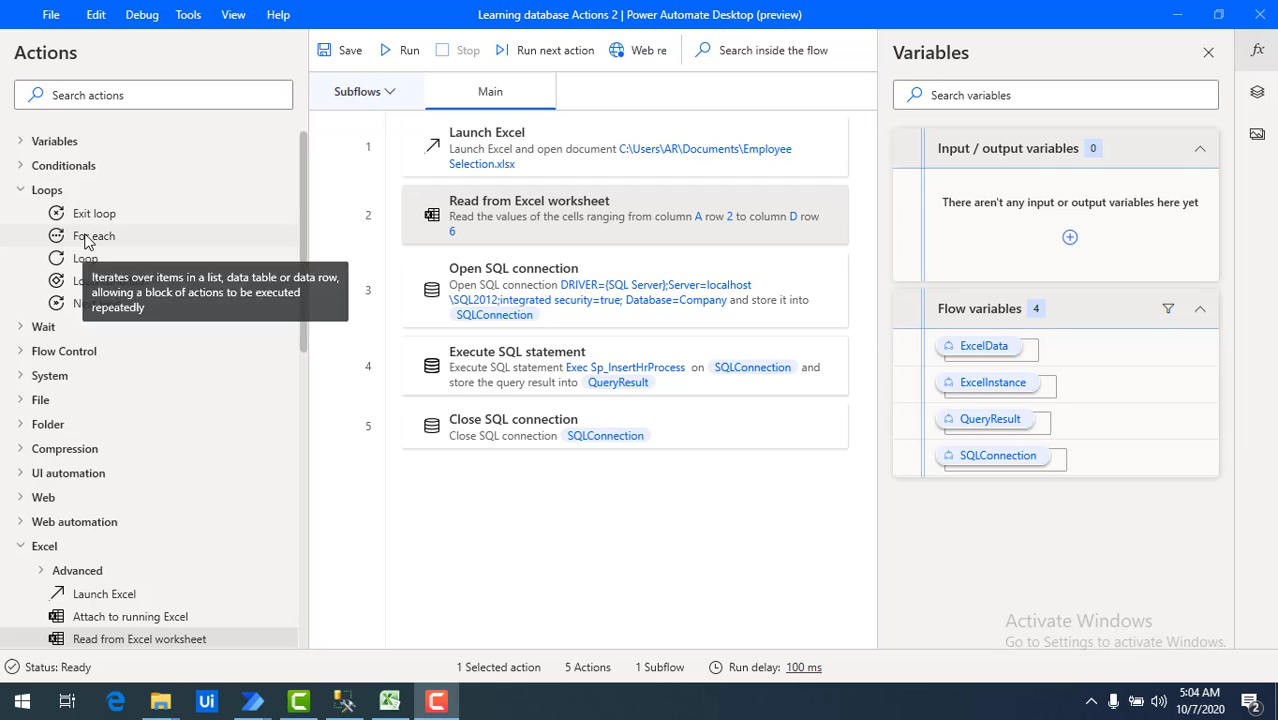 File Edit Debug Tools View Help
Learning database Actions 2 | Power Automate Desktop (preview)
Actions
Search actions
Variables
Conditionals
Loops
Exit loop
For each
Loop
Iterates over items in a list, data table or data row,
allowing a block of actions to be executed
repeatedly
Wait
Flow Control
System
File
Folder
Compression
UI automation
Web
Web automation
Excel
Advanced
Launch Excel
Attach to running Excel
Read from Excel worksheet
Save Run Stop Run next action Web re Search inside the flow
Subflows Main
1
Launch Excel
Launch Excel and open document C:\Users\AR\Documents\Employee
Selection.xlsx
2
Read from Excel worksheet
Read the values of the cells ranging from column A row 2 to column D row
6
3
Open SQL connection
Open SQL connection DRIVER={SQL Server};Server=localhost
\SQL2012;integrated security=true; Database=Company and store it into
SQLConnection
4
Execute SQL statement
Execute SQL statement Exec Sp_InsertHrProcess on SQLConnection and
store the query result into QueryResult
5
Close SQL connection
Close SQL connection SQLConnection
Variables
Search variables
Input / output variables 0
There aren't any input or output variables here yet
Flow variables 4
ExcelData
ExcelInstance
QueryResult
SQLConnection
fx
Activate Windows
Go to Settings to activate Windows.
Status: Ready 1 Selected action 5 Actions 1 Subflow Run delay: 100 ms
Ui
5:04 AM
10/7/2020
2